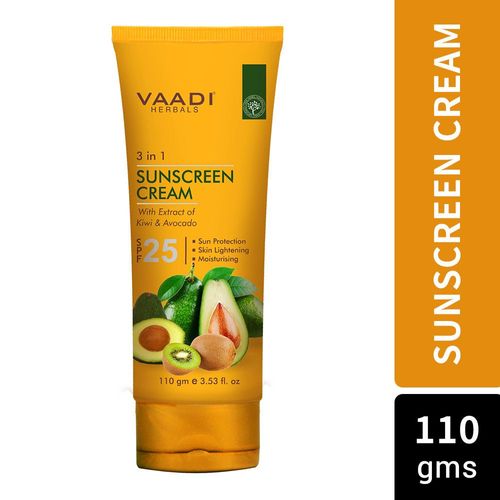 VAADI
HERBALS
3 in 1
SUNSCREEN
CREAM
With Extract of
Kiwi & Avocado
SPF 25
Sun Protection
Skin Lightening
Moisturising
110 gm e 3.53 fl. oz
SUNSCREEN CREAM
110
gms